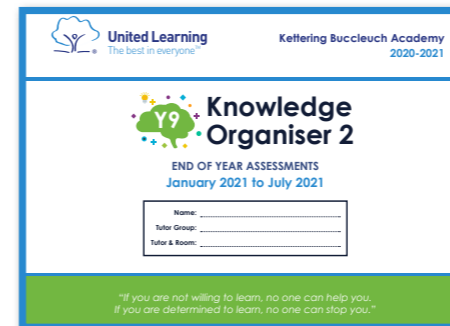 United Learning
The best in everyone™
Kettering Buccleuch Academy
2020-2021
Y9
Knowledge
Organiser 2
END OF YEAR ASSESSMENTS
January 2021 to July 2021
Name:
Tutor Group:
Tutor & Room:
"If you are not willing to learn, no one can help you.
If you are determined to learn, no one can stop you."